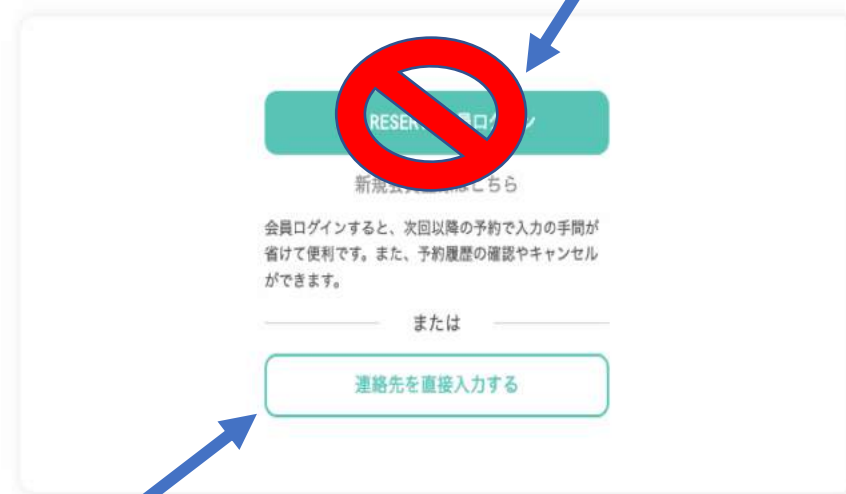 RESER ログイン
新規会 こちら
会員ログインすると、次回以降の予約で入力の手間が
省けて便利です。また、予約履歴の確認やキャンセル
ができます。
または
連絡先を直接入力する